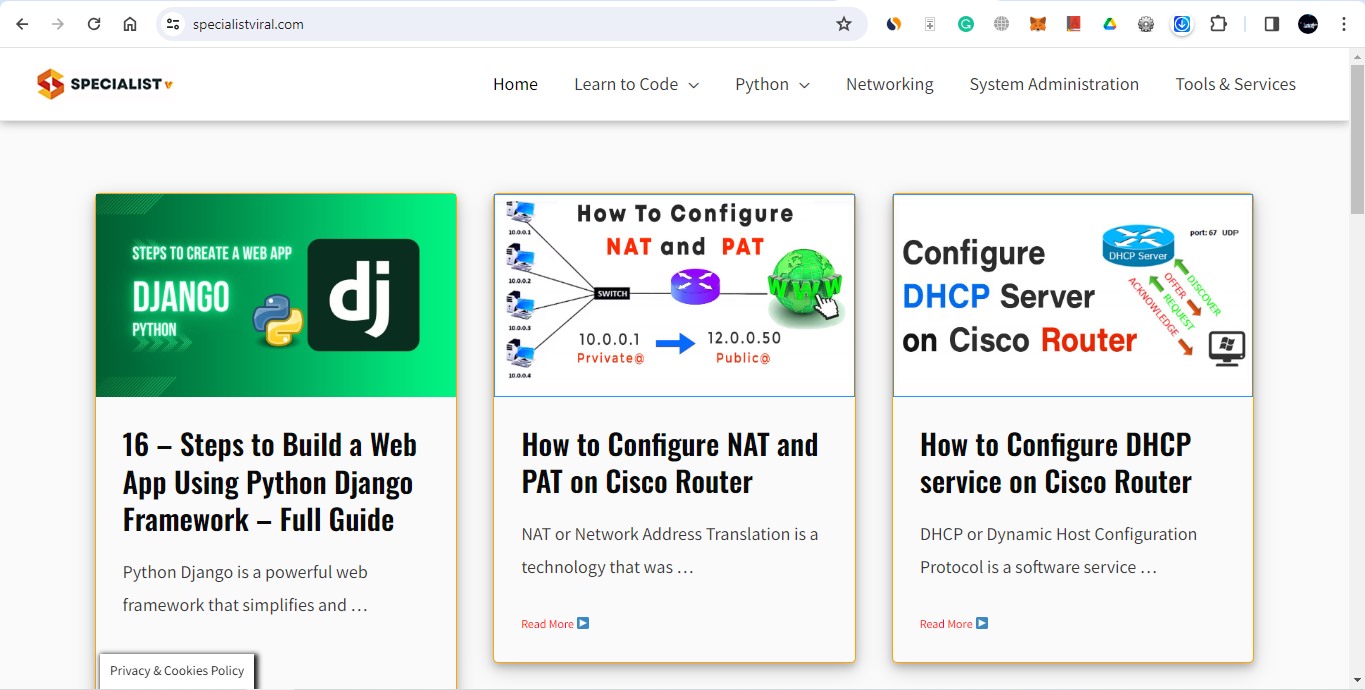 specialistviral.com
SPECIALIST V
Home
Learn to Code
Python
Networking
System Administration
Tools & Services
STEPS TO CREATE A WEB APP
DJANGO
PYTHON
dj
How To Configure
NAT and PAT
10.0.0.1
10.0.0.2
10.0.0.3
10.0.0.4
SWITCH
WWW
10.0.0.1
12.0.0.50
Prvivate@
Public@
Configure
DHCP Server
on Cisco Router
DHCP Server
port: 67 UDP
DISCOVER
OFFER
REQUEST
ACKNOWLEDGE
16 – Steps to Build a Web
App Using Python Django
Framework – Full Guide
Python Django is a powerful web
framework that simplifies and …
How to Configure NAT and
PAT on Cisco Router
NAT or Network Address Translation is a
technology that was …
Read More
How to Configure DHCP
service on Cisco Router
DHCP or Dynamic Host Configuration
Protocol is a software service …
Read More
Privacy & Cookies Policy